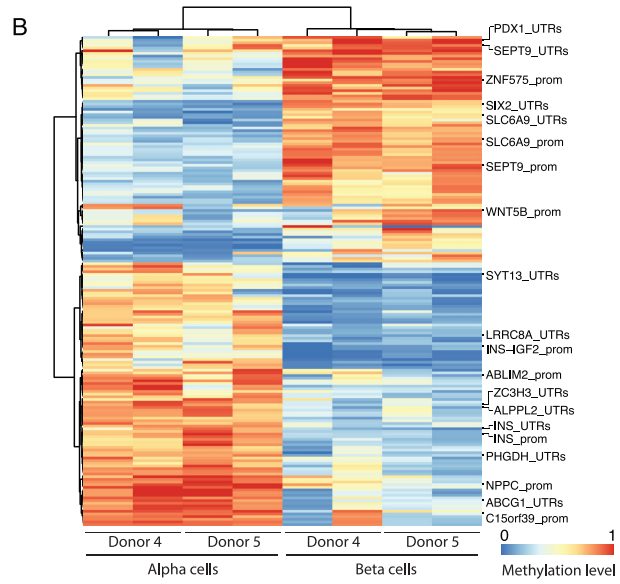 B
PDX1_UTRs
SEPT9_UTRs
ZNF575_prom
SIX2_UTRs
SLC6A9_UTRs
SLC6A9_prom
SEPT9_prom
WNT5B_prom
SYT13_UTRs
LRRC8A_UTRs
INS-IGF2_prom
ABLIM2_prom
ZC3H3_UTRs
ALPPL2_UTRs
INS_UTRs
INS_prom
PHGDH_UTRs
NPPC_prom
ABCG1_UTRs
C15orf39_prom
0 1
Methylation level
Donor 4 Donor 5 Donor 4 Donor 5
Alpha cells Beta cells